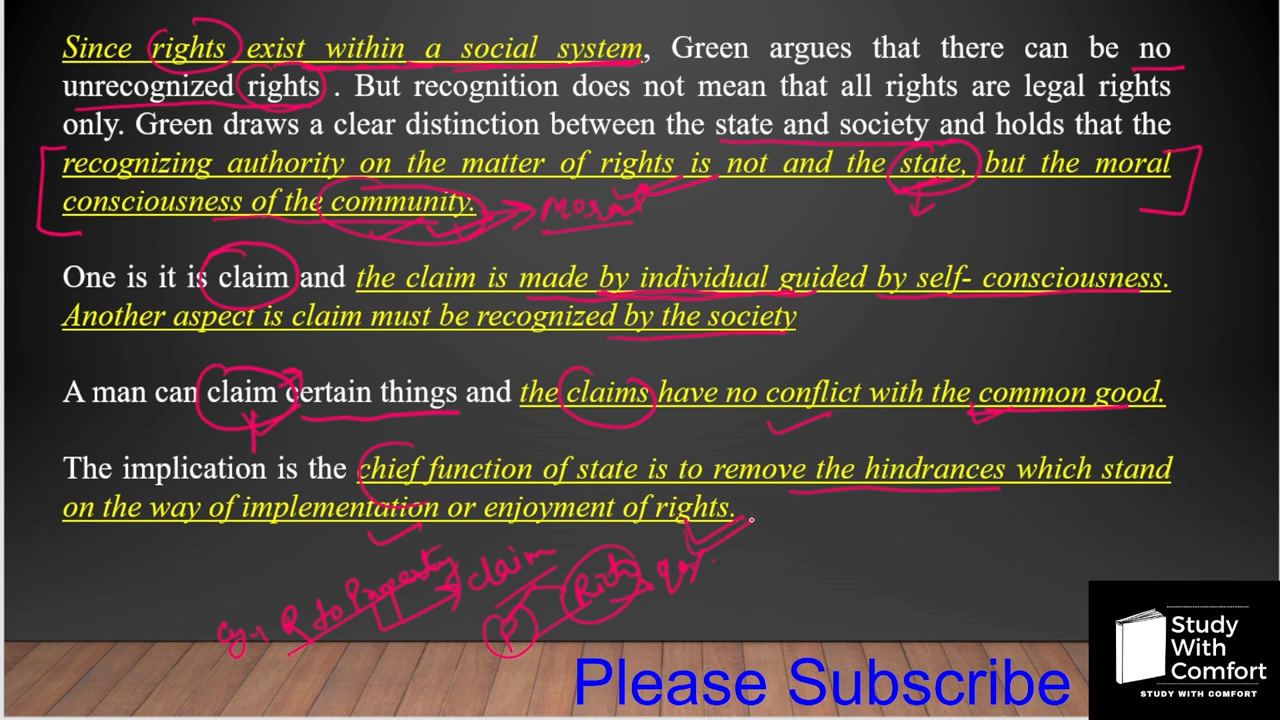 Since rights exist within a social system, Green argues that there can be no
unrecognized rights . But recognition does not mean that all rights are legal rights
only. Green draws a clear distinction between the state and society and holds that the
recognizing authority on the matter of rights is not and the state, but the moral
consciousness of the community.
Moral
One is it is claim and the claim is made by individual guided by self- consciousness.
Another aspect is claim must be recognized by the society
A man can claim certain things and the claims have no conflict with the common good.
The implication is the chief function of state is to remove the hindrances which stand
on the way of implementation or enjoyment of rights.
R to Property claim
Study
With
Comfort
STUDY WITH COMFORT
Please Subscribe